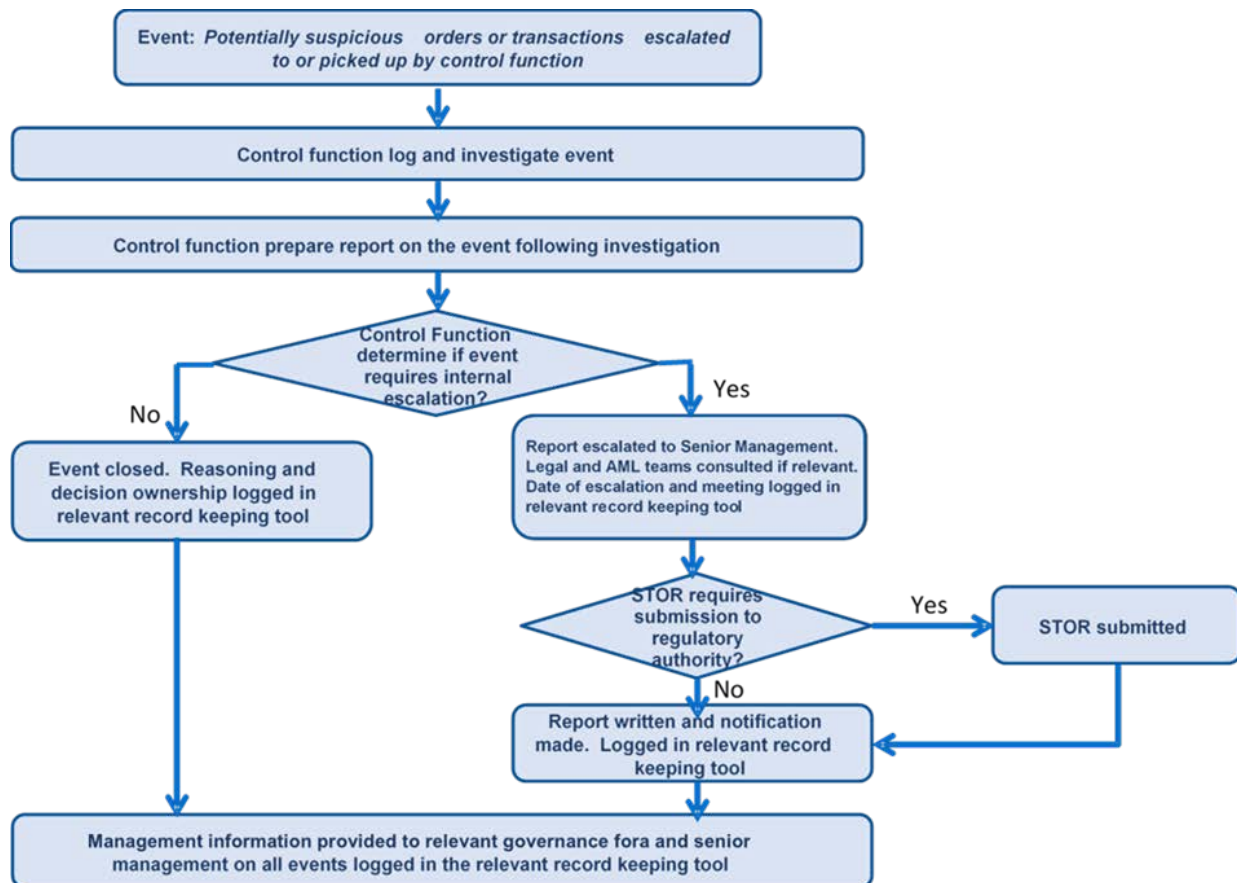 Event: Potentially suspicious orders or transactions escalated
to or picked up by control function
Control function log and investigate event
Control function prepare report on the event following investigation
Control Function
determine if event
requires internal
escalation?
No
Yes
Event closed. Reasoning and
decision ownership logged in
relevant record keeping tool
Report escalated to Senior Management.
Legal and AML teams consulted if relevant.
Date of escalation and meeting logged in
relevant record keeping tool
STOR requires
submission to
regulatory
authority?
Yes
STOR submitted
No
Report written and notification
made. Logged in relevant record
keeping tool
Management information provided to relevant governance fora and senior
management on all events logged in the relevant record keeping tool